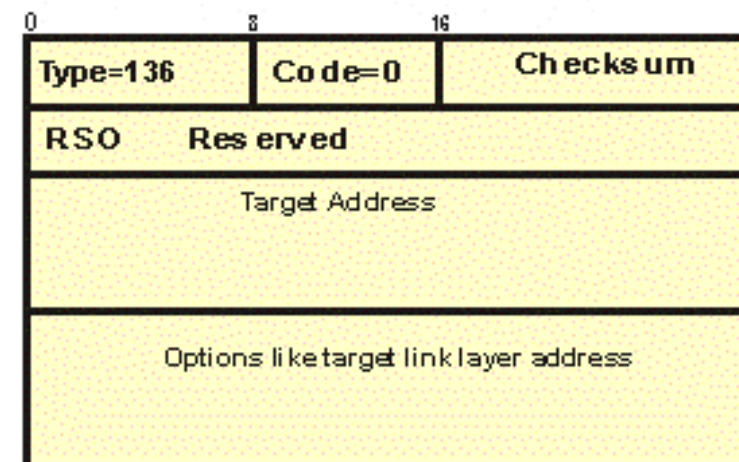 0 8 16
Type=136 Code=0 Checksum
RSO Reserved
Target Address
Options like target link layer address